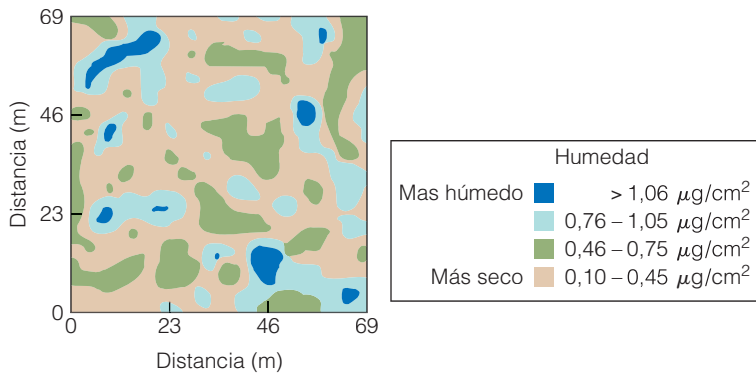 69
46
23
0
Distancia (m)
0 23 46 69
Distancia (m)
Humedad
Mas húmedo > 1,06 μg/cm²
0,76 – 1,05 μg/cm²
0,46 – 0,75 μg/cm²
Más seco 0,10 – 0,45 μg/cm²